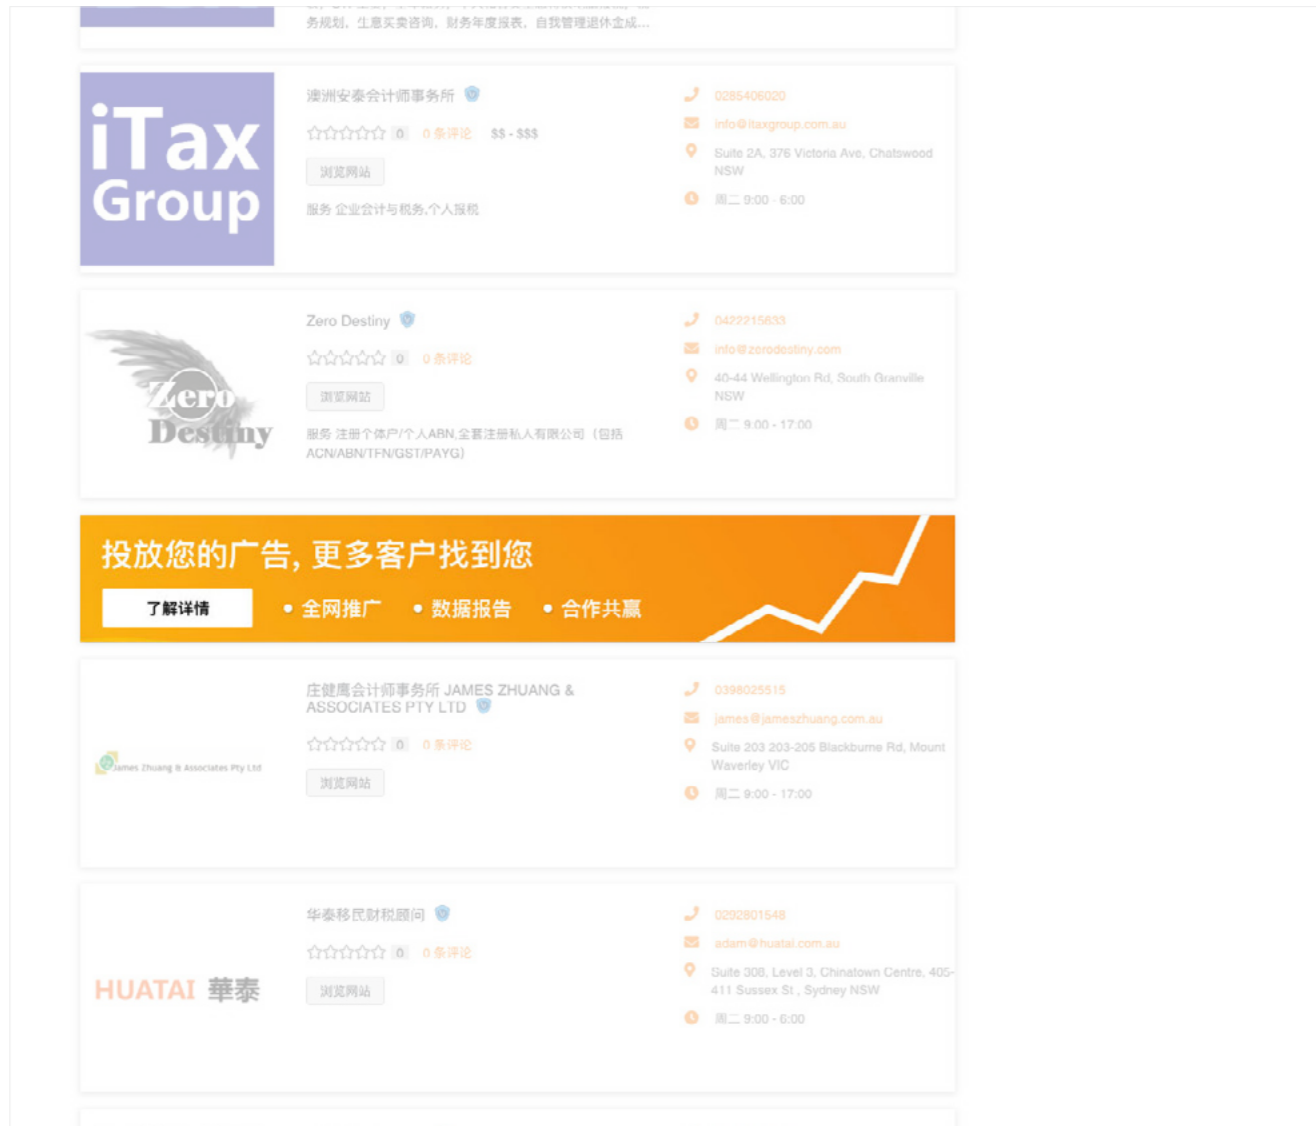 务规划, 生意买卖咨询, 财务年度报表, 自我管理退休金成...
iTax
Group
澳洲安泰会计师事务所
0 0 条评论 $$ - $$$
浏览网站
服务 企业会计与税务,个人报税
0285406020
info@itaxgroup.com.au
Suite 2A, 376 Victoria Ave, Chatswood
NSW
周二 9:00 - 6:00
Zero
Destiny
Zero Destiny
0 0 条评论
浏览网站
服务 注册个体户/个人ABN,全套注册私人有限公司（包括
ACN/ABN/TFN/GST/PAYG）
0422215633
info@zerodestiny.com
40-44 Wellington Rd, South Granville
NSW
周二 9:00 - 17:00
投放您的广告, 更多客户找到您
了解详情
• 全网推广 • 数据报告 • 合作共赢
James Zhuang & Associates Pty Ltd
庄健鹰会计师事务所 JAMES ZHUANG &
ASSOCIATES PTY LTD
0 0 条评论
浏览网站
0398025515
james@jameszhuang.com.au
Suite 203 203-205 Blackburne Rd, Mount
Waverley VIC
周二 9:00 - 17:00
HUATAI 華泰
华泰移民财税顾问
0 0 条评论
浏览网站
0292801548
adam@huatai.com.au
Suite 308, Level 3, Chinatown Centre, 405-
411 Sussex St , Sydney NSW
周二 9:00 - 6:00